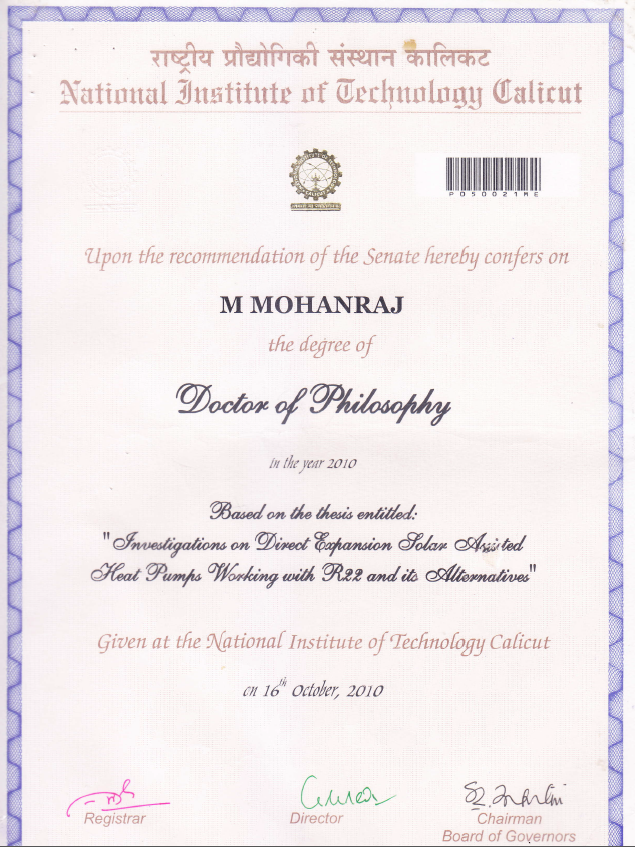 राष्ट्रीय प्रौद्योगिकी संस्थान कालिकट
National Institute of Technology Calicut
P050021ME
Upon the recommendation of the Senate hereby confers on
M MOHANRAJ
the degree of
Doctor of Philosophy
in the year 2010
Based on the thesis entitled:
"Investigations on Direct Expansion Solar Assisted
Heat Pumps Working with R22 and its Alternatives"
Given at the National Institute of Technology Calicut
on 16th October, 2010
Registrar Director Chairman
Board of Governors